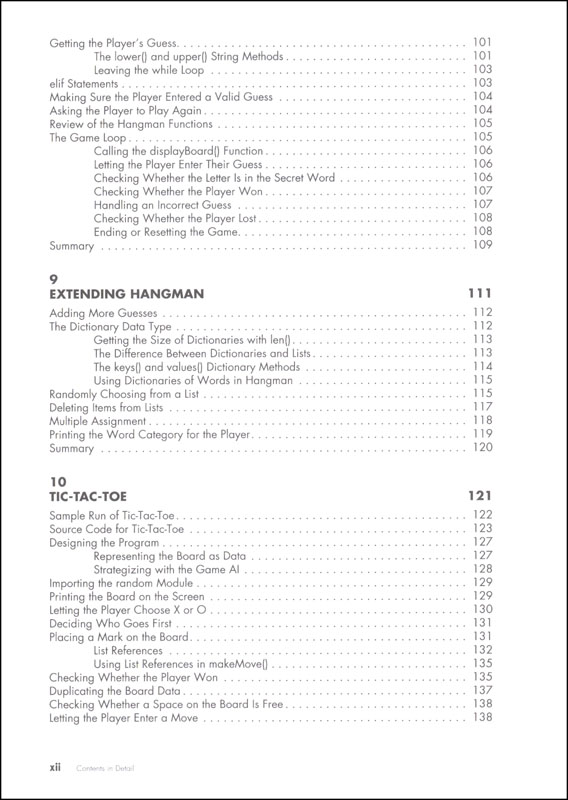 Getting the Player's Guess. . . . . . . . . . . . . . . . . . . . 101
The lower() and upper() String Methods . . . . . . . . . . . . . . . . . . . . 101
Leaving the while Loop . . . . . . . . . . . . . . . . . . . . 103
elif Statements . . . . . . . . . . . . . . . . . . . . 103
Making Sure the Player Entered a Valid Guess . . . . . . . . . . . . . . . . . . . . 104
Asking the Player to Play Again . . . . . . . . . . . . . . . . . . . . 104
Review of the Hangman Functions . . . . . . . . . . . . . . . . . . . . 105
The Game Loop . . . . . . . . . . . . . . . . . . . . 105
Calling the displayBoard() Function . . . . . . . . . . . . . . . . . . . . 106
Letting the Player Enter Their Guess . . . . . . . . . . . . . . . . . . . . 106
Checking Whether the Letter Is in the Secret Word . . . . . . . . . . . . . . . . . . . . 106
Checking Whether the Player Won . . . . . . . . . . . . . . . . . . . . 107
Handling an Incorrect Guess . . . . . . . . . . . . . . . . . . . . 107
Checking Whether the Player Lost . . . . . . . . . . . . . . . . . . . . 108
Ending or Resetting the Game. . . . . . . . . . . . . . . . . . . . 108
Summary . . . . . . . . . . . . . . . . . . . . 109
9
EXTENDING HANGMAN 111
Adding More Guesses . . . . . . . . . . . . . . . . . . . . 112
The Dictionary Data Type . . . . . . . . . . . . . . . . . . . . 112
Getting the Size of Dictionaries with len() . . . . . . . . . . . . . . . . . . . . 113
The Difference Between Dictionaries and Lists . . . . . . . . . . . . . . . . . . . . 113
The keys() and values() Dictionary Methods . . . . . . . . . . . . . . . . . . . . 114
Using Dictionaries of Words in Hangman . . . . . . . . . . . . . . . . . . . . 115
Randomly Choosing from a List . . . . . . . . . . . . . . . . . . . . 115
Deleting Items from Lists . . . . . . . . . . . . . . . . . . . . 117
Multiple Assignment . . . . . . . . . . . . . . . . . . . . 118
Printing the Word Category for the Player . . . . . . . . . . . . . . . . . . . . 119
Summary . . . . . . . . . . . . . . . . . . . . 120
10
TIC-TAC-TOE 121
Sample Run of Tic-Tac-Toe . . . . . . . . . . . . . . . . . . . . 122
Source Code for Tic-Tac-Toe . . . . . . . . . . . . . . . . . . . . 123
Designing the Program . . . . . . . . . . . . . . . . . . . . 127
Representing the Board as Data . . . . . . . . . . . . . . . . . . . . 127
Strategizing with the Game AI . . . . . . . . . . . . . . . . . . . . 128
Importing the random Module . . . . . . . . . . . . . . . . . . . . 129
Printing the Board on the Screen . . . . . . . . . . . . . . . . . . . . 129
Letting the Player Choose X or O . . . . . . . . . . . . . . . . . . . . 130
Deciding Who Goes First . . . . . . . . . . . . . . . . . . . . 131
Placing a Mark on the Board . . . . . . . . . . . . . . . . . . . . 131
List References . . . . . . . . . . . . . . . . . . . . 132
Using List References in makeMove() . . . . . . . . . . . . . . . . . . . . 135
Checking Whether the Player Won . . . . . . . . . . . . . . . . . . . . 135
Duplicating the Board Data . . . . . . . . . . . . . . . . . . . . 137
Checking Whether a Space on the Board Is Free . . . . . . . . . . . . . . . . . . . . 138
Letting the Player Enter a Move . . . . . . . . . . . . . . . . . . . . 138
xii Contents in Detail